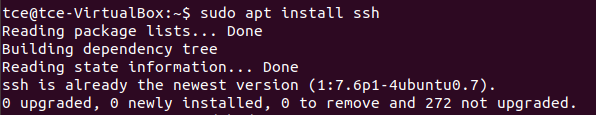 tce@tce-VirtualBox:~$ sudo apt install ssh
Reading package lists... Done
Building dependency tree
Reading state information... Done
ssh is already the newest version (1:7.6p1-4ubuntu0.7).
0 upgraded, 0 newly installed, 0 to remove and 272 not upgraded.